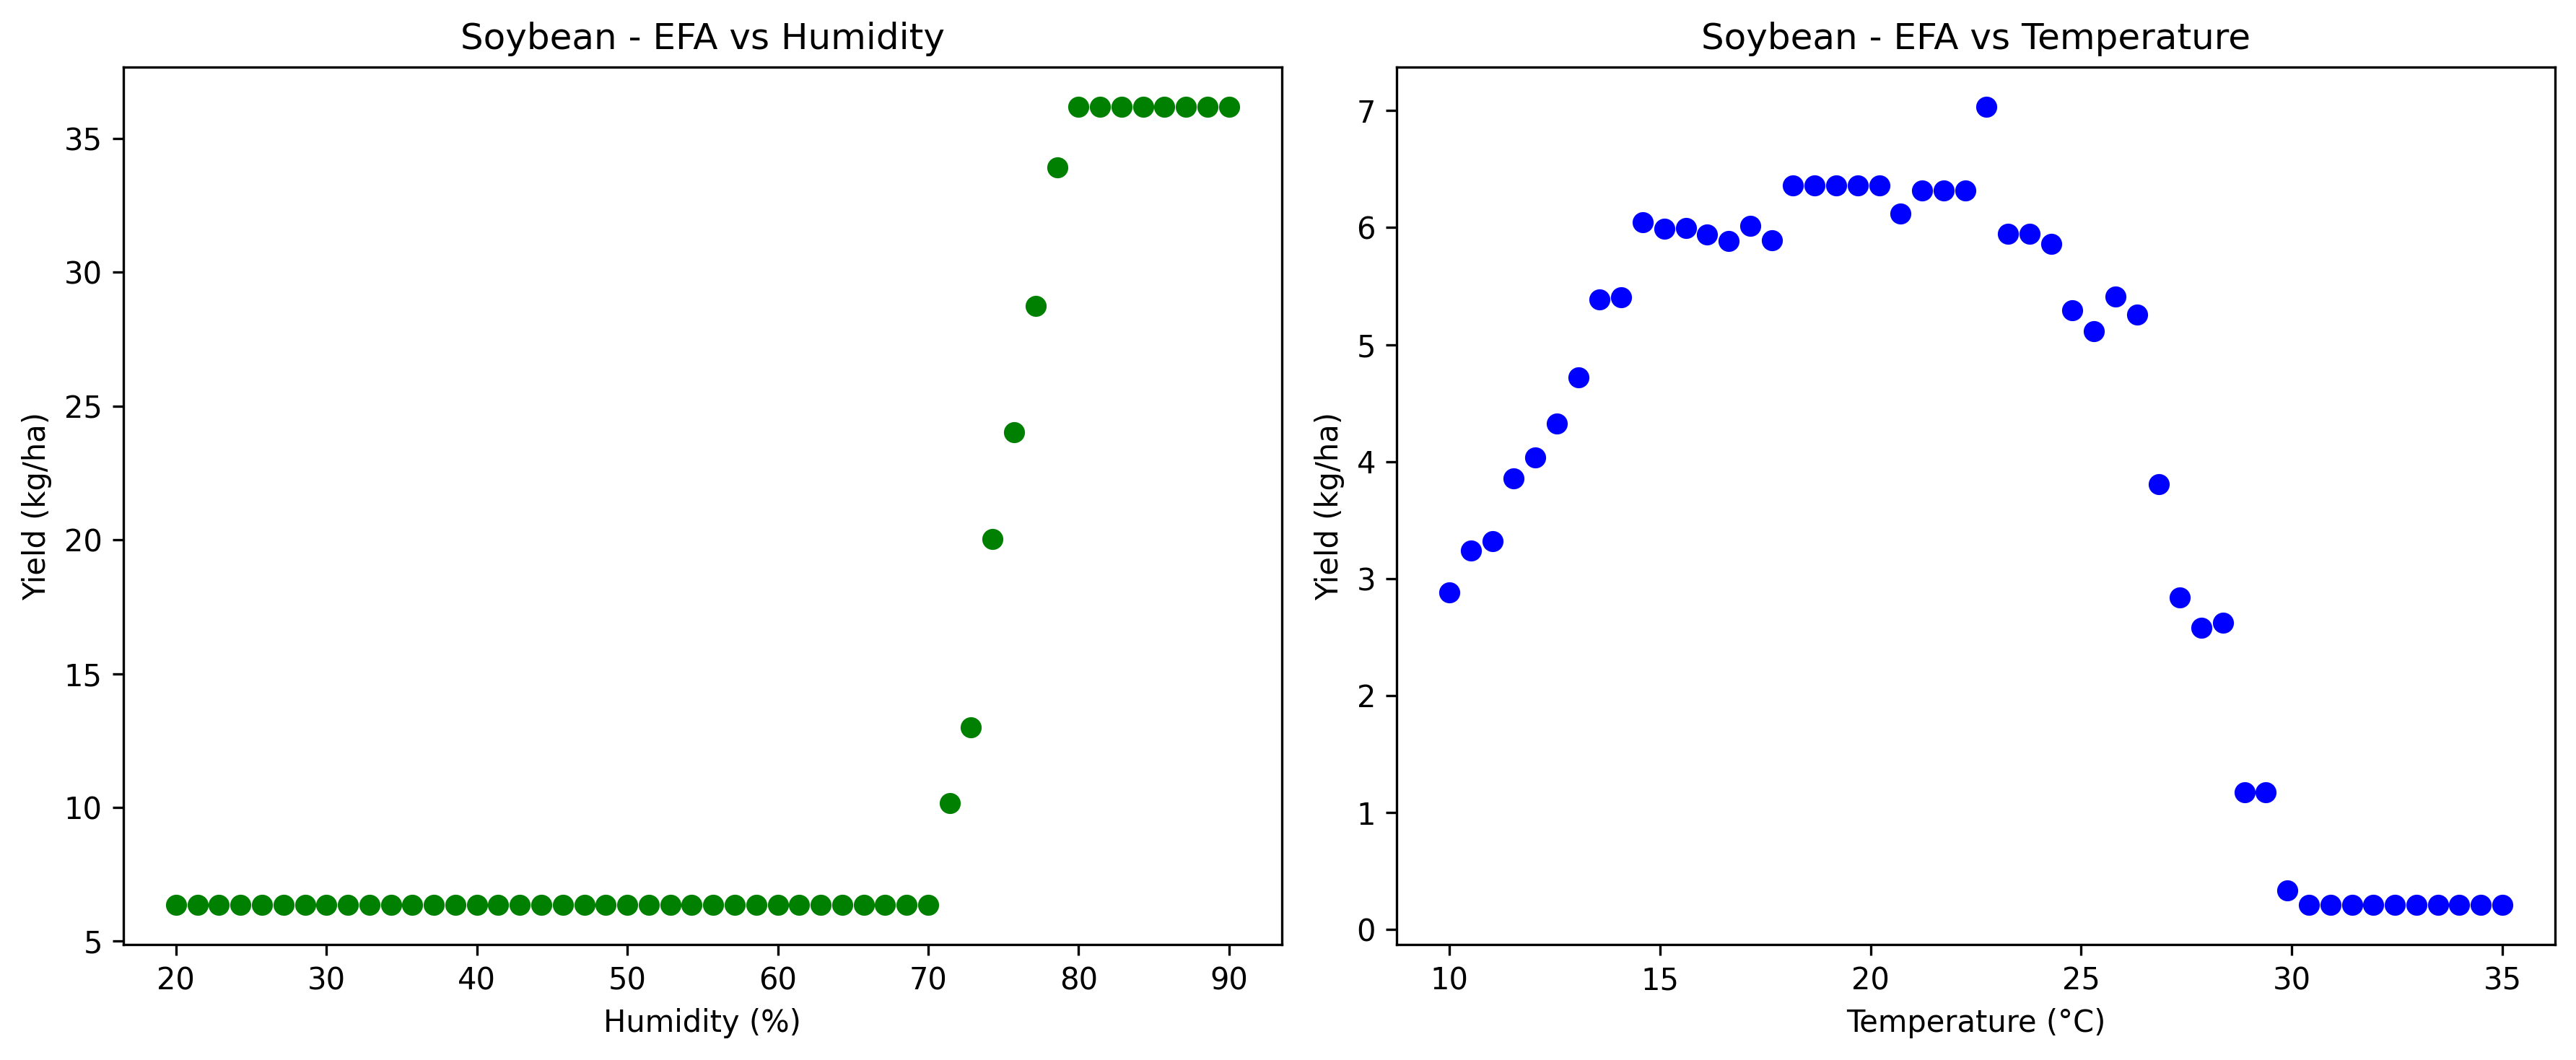 Soybean - EFA vs Humidity
Yield (kg/ha)
35
30
25
20
15
10
5
20 30 40 50 60 70 80 90
Humidity (%)
Soybean - EFA vs Temperature
Yield (kg/ha)
7
6
5
4
3
2
1
0
10 15 20 25 30 35
Temperature (°C)